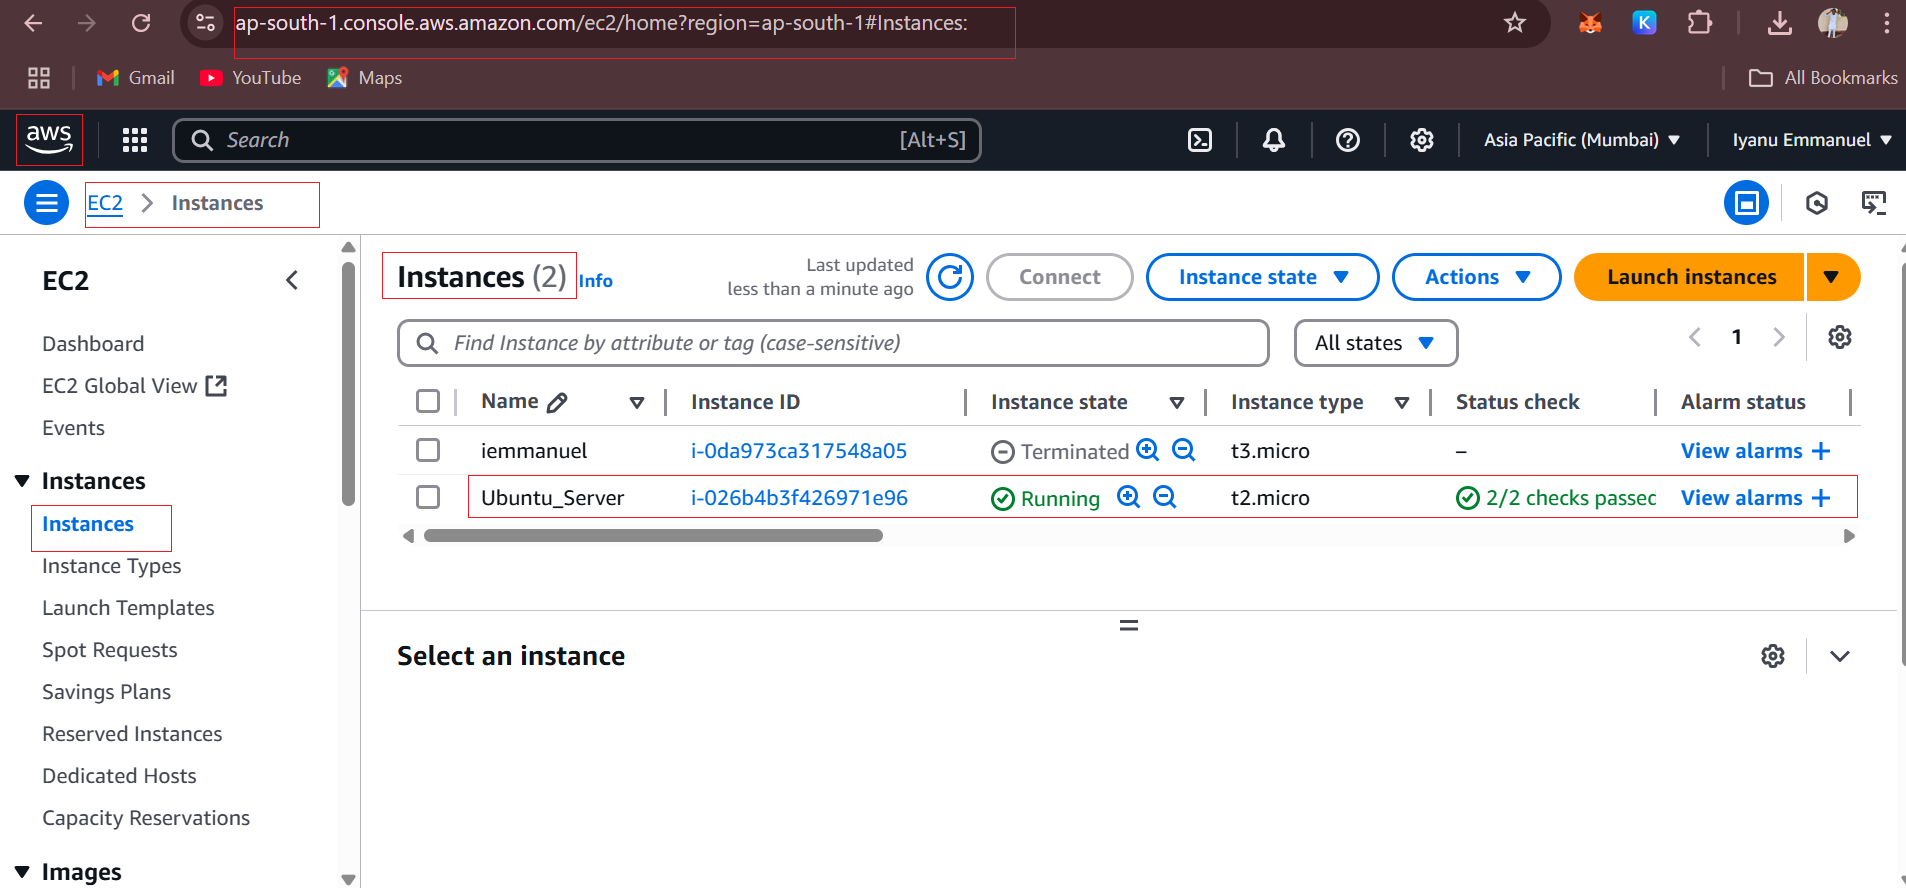 ap-south-1.console.aws.amazon.com/ec2/home?region=ap-south-1#Instances:
Gmail YouTube Maps All Bookmarks
aws Search [Alt+S] Asia Pacific (Mumbai) Iyanu Emmanuel
EC2 > Instances
EC2
Dashboard
EC2 Global View
Events
Instances
Instances
Instance Types
Launch Templates
Spot Requests
Savings Plans
Reserved Instances
Dedicated Hosts
Capacity Reservations
Images
Instances (2) Info
Last updated
less than a minute ago
Connect Instance state Actions Launch instances
Find Instance by attribute or tag (case-sensitive) All states 1
Name Instance ID Instance state Instance type Status check Alarm status
iemmanuel i-0da973ca317548a05 Terminated t3.micro – View alarms +
Ubuntu_Server i-026b4b3f426971e96 Running t2.micro 2/2 checks passec View alarms +
Select an instance